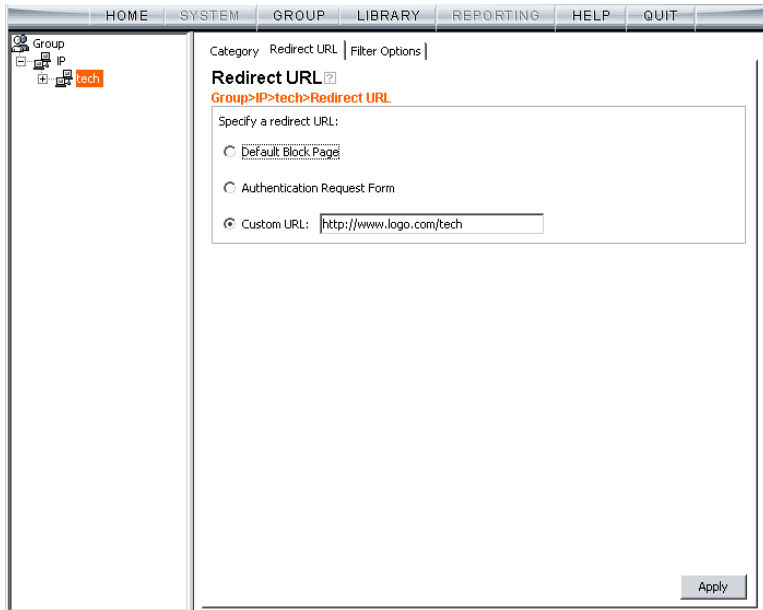 HOME SYSTEM GROUP LIBRARY REPORTING HELP QUIT
Group
IP
tech
Category Redirect URL Filter Options
Redirect URL ?
Group>IP>tech>Redirect URL
Specify a redirect URL:
Default Block Page
Authentication Request Form
Custom URL: http://www.logo.com/tech
Apply